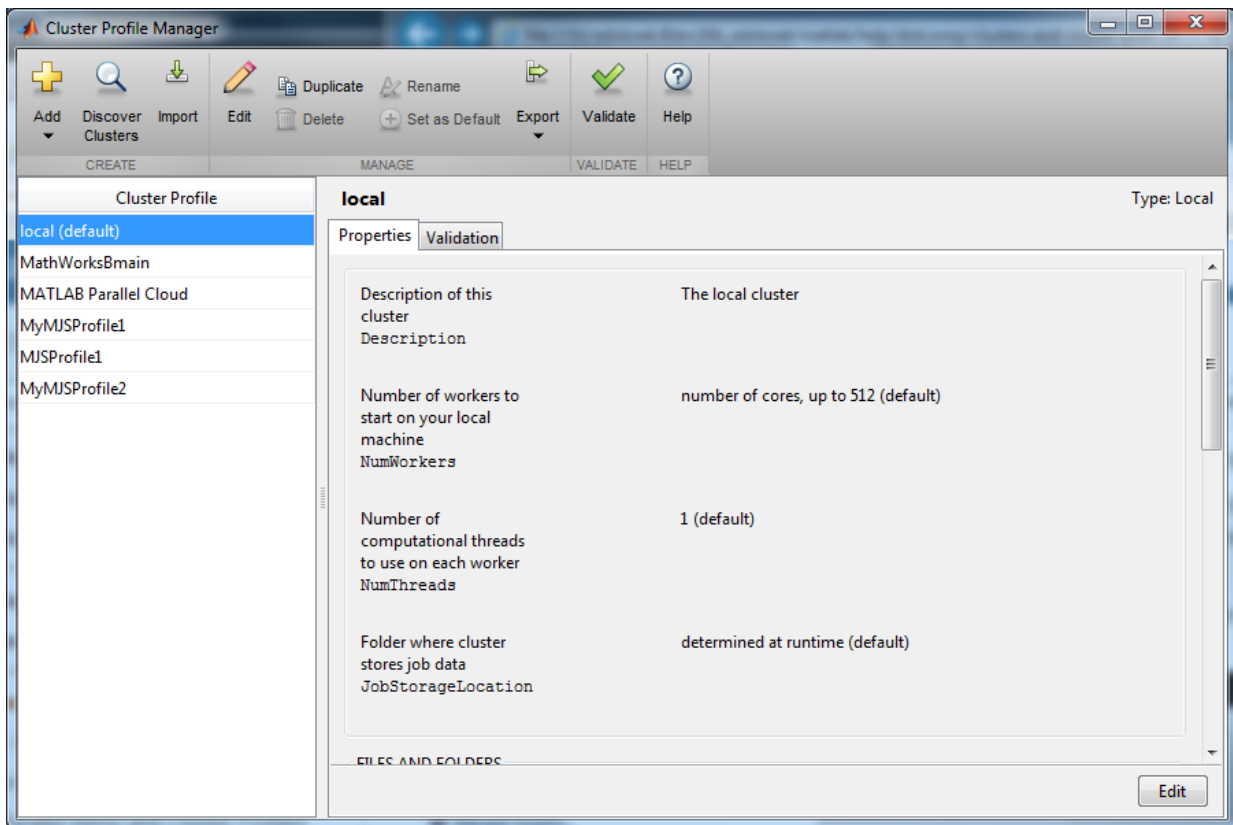 Cluster Profile Manager
Add
Discover
Clusters
Import
Edit
Duplicate
Rename
Delete
Set as Default
Export
Validate
Help
CREATE
MANAGE
VALIDATE
HELP
Cluster Profile
local (default)
MathWorksBmain
MATLAB Parallel Cloud
MyMJSProfile1
MJSProfile1
MyMJSProfile2
local
Type: Local
Properties
Validation
Description of this
cluster
Description
The local cluster
Number of workers to
start on your local
machine
NumWorkers
number of cores, up to 512 (default)
Number of
computational threads
to use on each worker
NumThreads
1 (default)
Folder where cluster
stores job data
JobStorageLocation
determined at runtime (default)
FILES AND FOLDERS
Edit